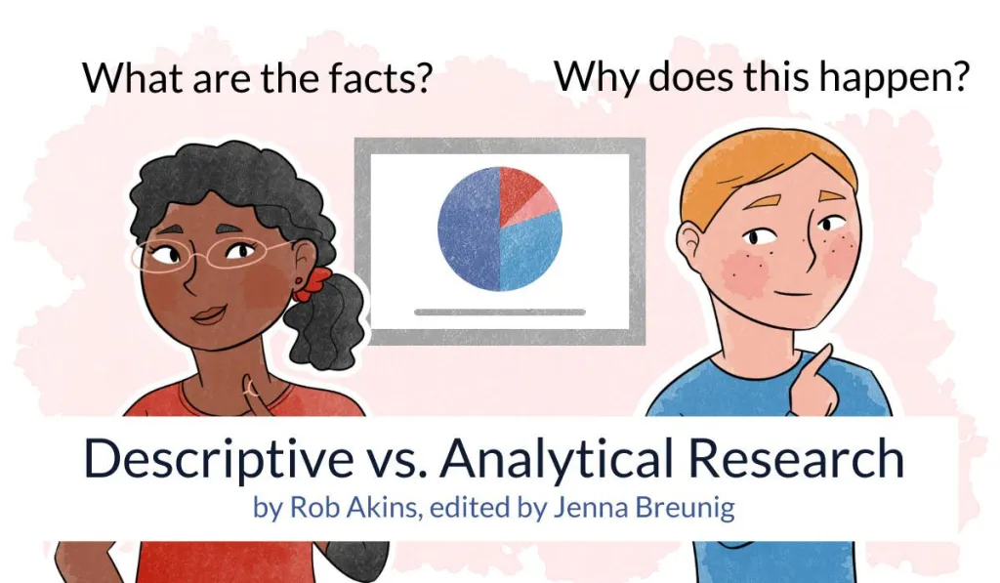 What are the facts?
Why does this happen?
Descriptive vs. Analytical Research
by Rob Akins, edited by Jenna Breunig